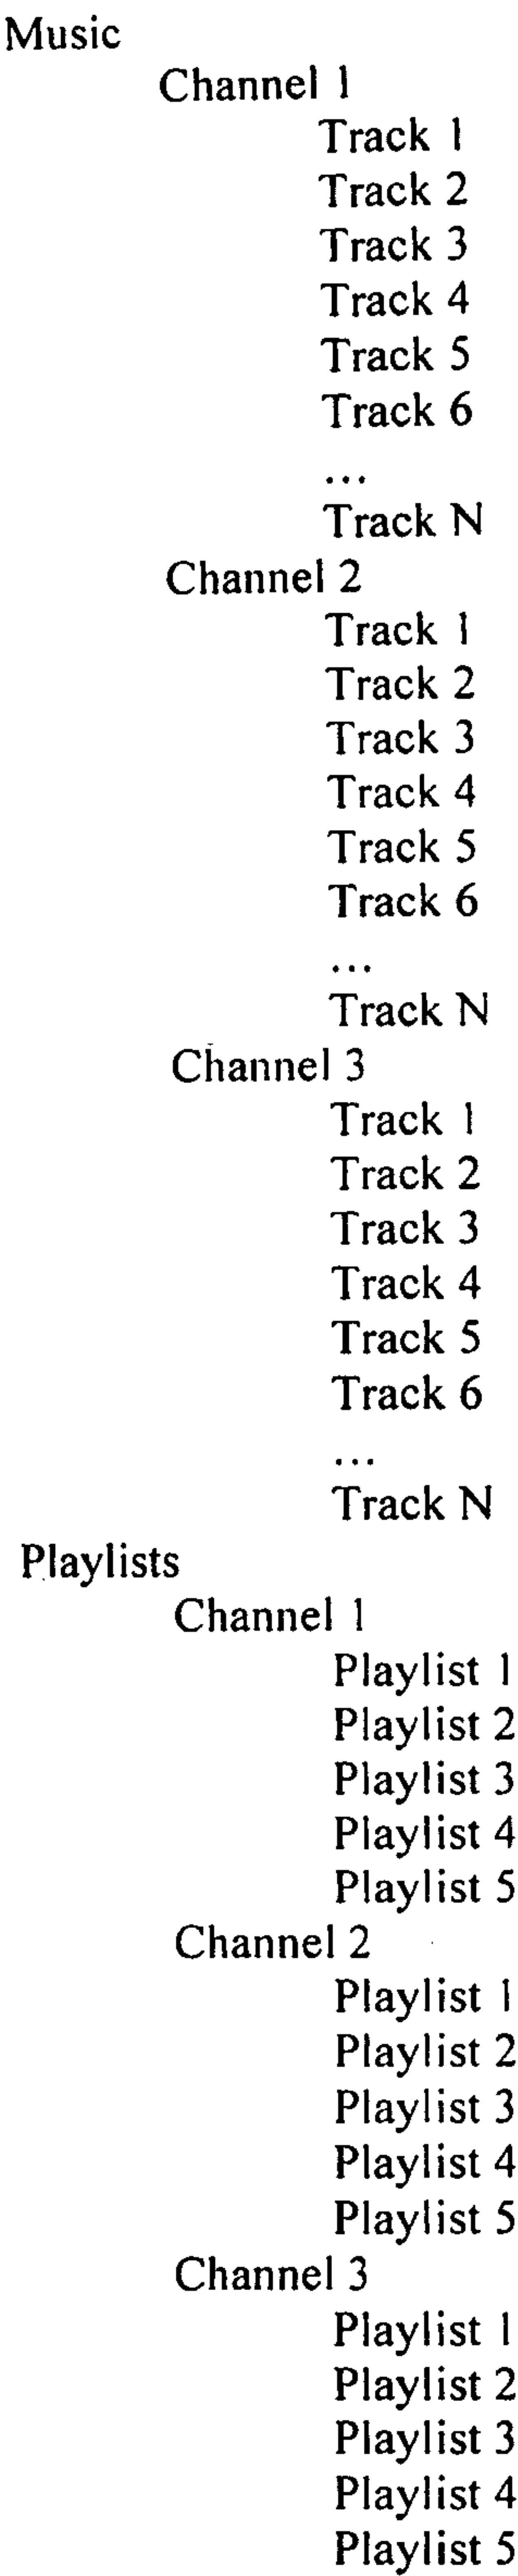 Music
Channel 1
Track 1
Track 2
Track 3
Track 4
Track 5
Track 6
...
Track N
Channel 2
Track 1
Track 2
Track 3
Track 4
Track 5
Track 6
...
Track N
Channel 3
Track 1
Track 2
Track 3
Track 4
Track 5
Track 6
...
Track N
Playlists
Channel 1
Playlist 1
Playlist 2
Playlist 3
Playlist 4
Playlist 5
Channel 2
Playlist 1
Playlist 2
Playlist 3
Playlist 4
Playlist 5
Channel 3
Playlist 1
Playlist 2
Playlist 3
Playlist 4
Playlist 5